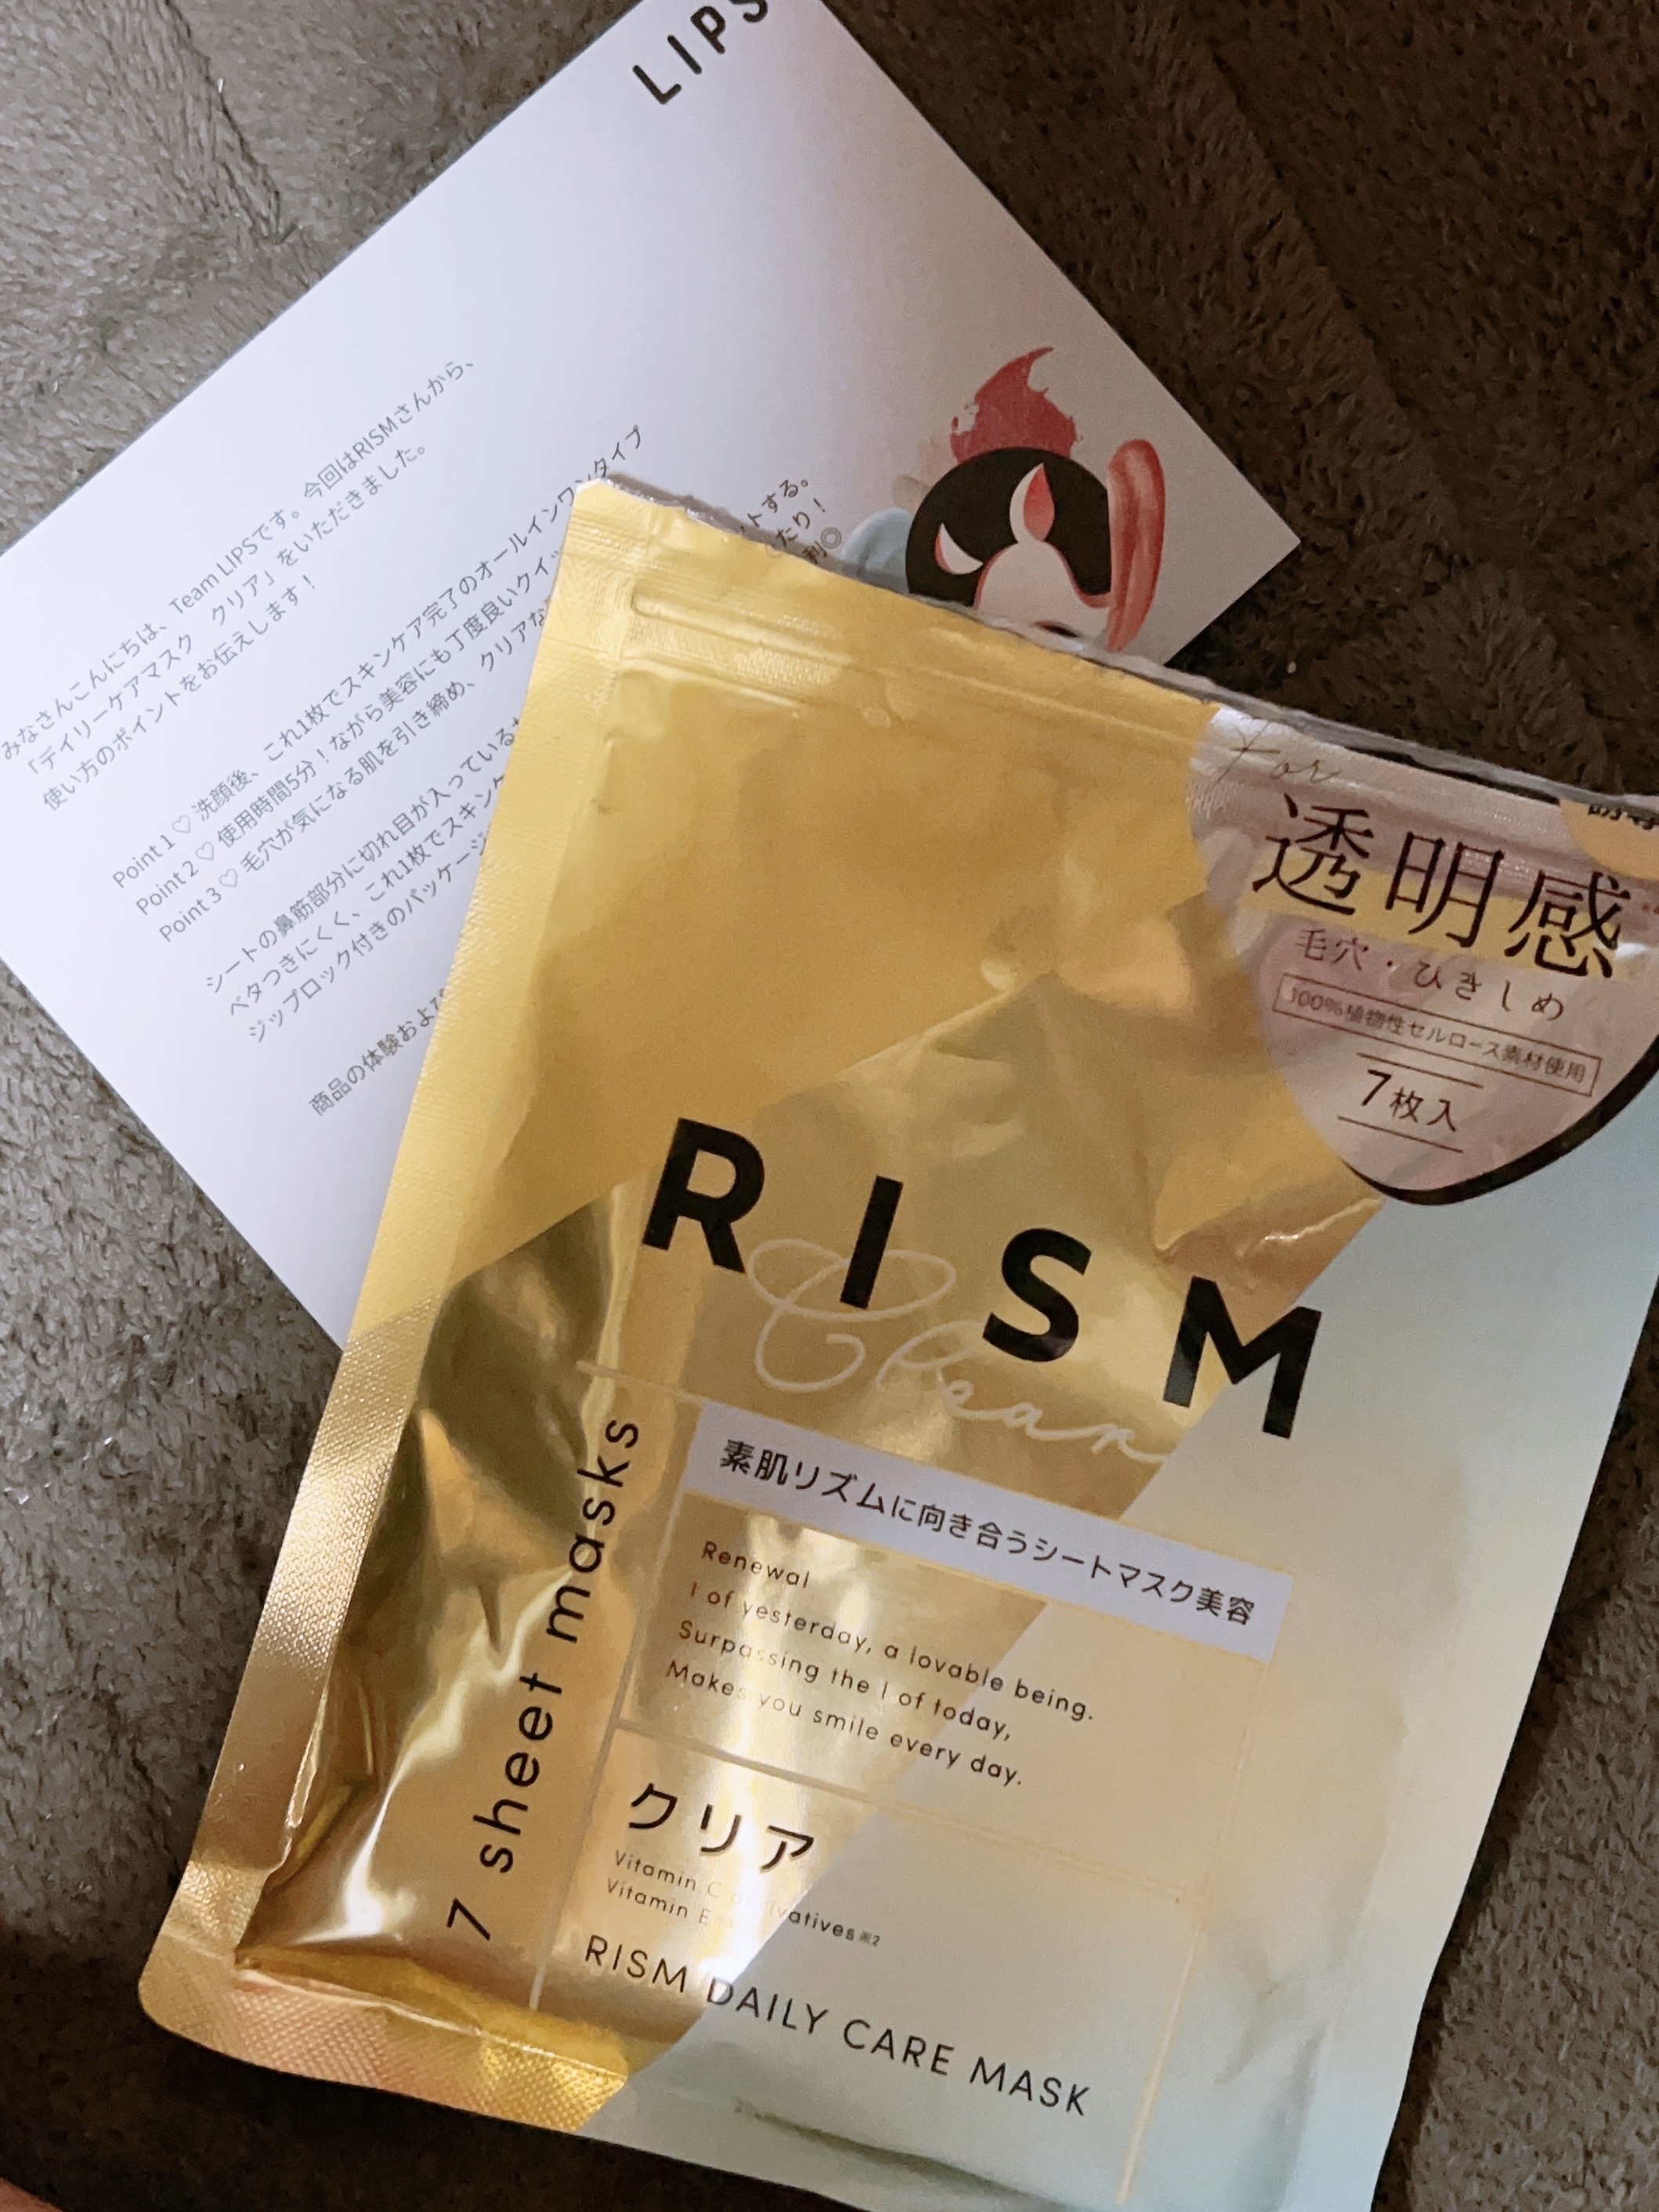 LIPS
みなさんこんにちは、Team LIPSです。今回はRISMさんから、
「デイリーケアマスク　クリア」をいただきました。
使い方のポイントをお伝えします！
Point 1♡ 洗顔後、これ1枚でスキンケア完了のオールインワンタイプ
Point 2♡ 使用時間5分！ながら美容にも丁度良いクイッ
Point 3♡ 毛穴が気になる肌を引き締め、クリアな
シートの鼻筋部分に切れ目が入っている
ベタつきにくく、これ1枚でスキンケ
ジップロック付きのパッケージ
商品の体験および
トする。
たり！
利◎
for
透明感
毛穴・ひきしめ
100%植物性セルロース素材使用
7枚入
RISM
Clear
素肌リズムに向き合うシートマスク美容
Renewal
I of yesterday, a lovable being.
Surpassing the I of today,
Makes you smile every day.
7 sheet masks
クリア
Vitamin C
Vitamin E
RISM DAILY CARE MASK